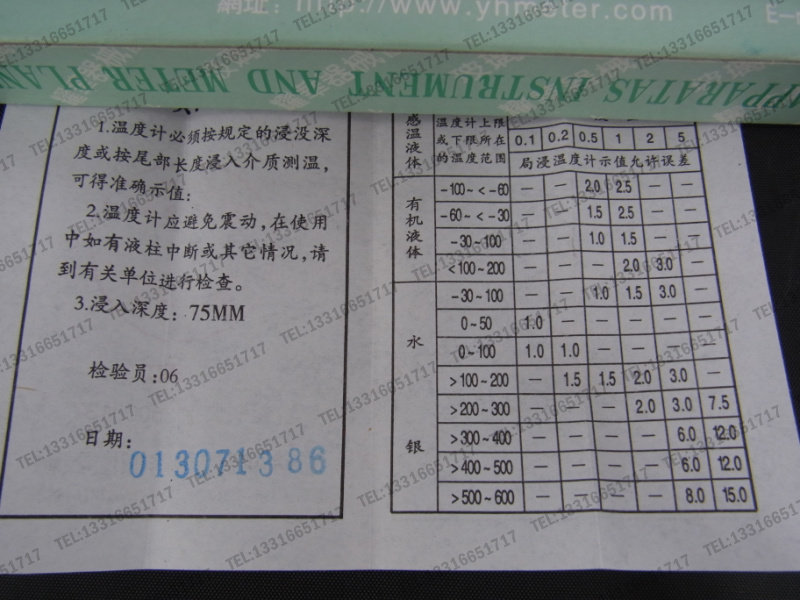 網址：http://www.yhmeter.com
E-
APPARATAS INSTRUMENT AND METER PLAN
1.温度计必须按规定的浸没深
度或按尾部长度浸入介质测温，
可得准确示值；
2.温度计应避免震动，在使用
中如有液柱中断或其它情况，请
到有关单位进行检查。
3.浸入深度：75MM
检验员：06
日期：
013071386
感温液体 温度计上限
或下限所在
的温度范围
0.1 0.2 0.5 1 2 5
局浸温度计示值允许误差
有机液体
-100~<-60 — — 2.0 2.5 — —
-60~<-30 — — 1.5 2.5 — —
-30~100 — — 1.0 1.5 — —
<100~200 — — — 2.0 3.0 —
水银
-30~100 — — 1.0 1.5 3.0 —
0~50 1.0 — — — — —
0~100 1.0 1.0 — — — —
>100~200 — 1.5 1.5 2.0 3.0 —
>200~300 — — — 2.0 3.0 7.5
>300~400 — — — — 6.0 12.0
>400~500 — — — — 6.0 12.0
>500~600 — — — — 8.0 15.0
TEL:13316651717